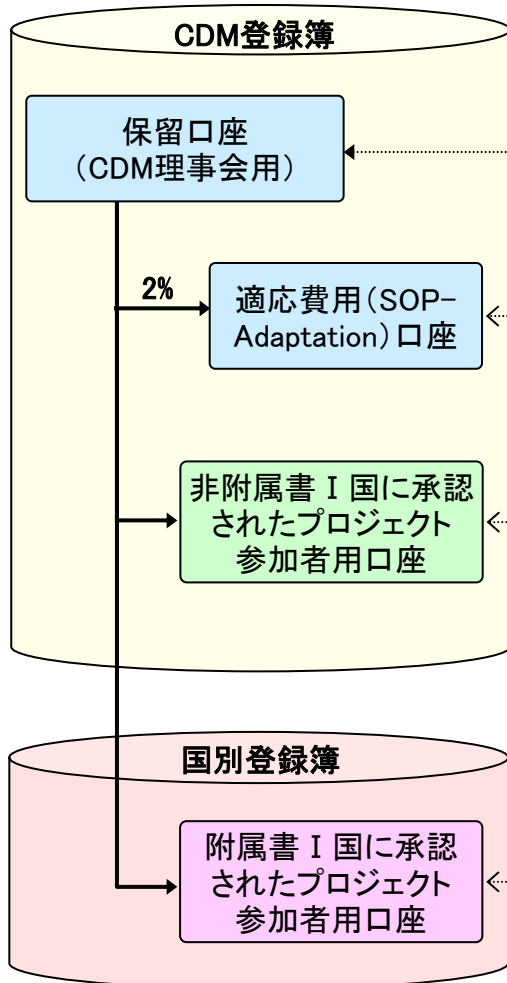 CDM登録簿
保留口座
（CDM理事会用）
2%
適応費用（SOP-
Adaptation）口座
非附属書Ⅰ国に承認
されたプロジェクト
参加者用口座
国別登録簿
附属書Ⅰ国に承認
されたプロジェクト
参加者用口座